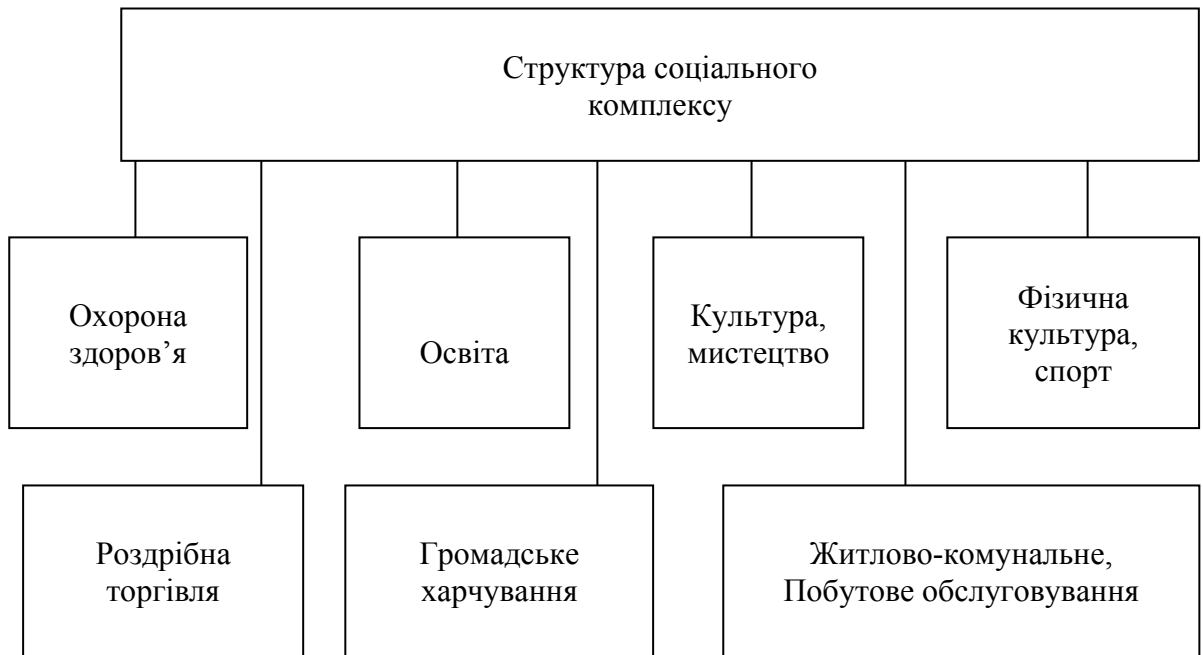 Структура соціального
комплексу
Охорона
здоров’я
Освіта
Культура,
мистецтво
Фізична
культура,
спорт
Роздрібна
торгівля
Громадське
харчування
Житлово-комунальне,
Побутове обслуговування